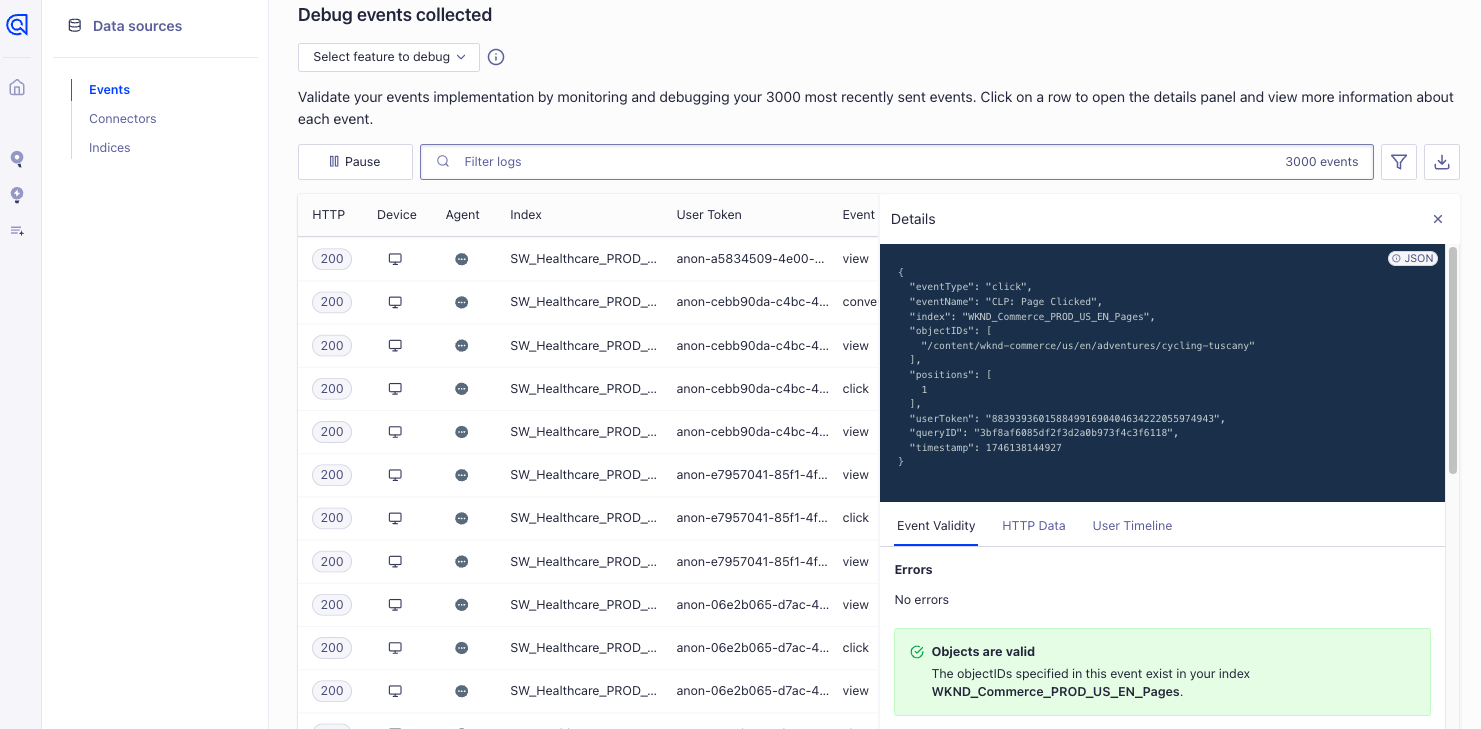 Data sources
Events
Connectors
Indices
Debug events collected
Select feature to debug
Validate your events implementation by monitoring and debugging your 3000 most recently sent events. Click on a row to open the details panel and view more information about
each event.
Pause
Filter logs
3000 events
HTTP Device Agent Index User Token Event
200 SW_Healthcare_PROD_... anon-a5834509-4e00-... view
200 SW_Healthcare_PROD_... anon-cebb90da-c4bc-4... conve
200 SW_Healthcare_PROD_... anon-cebb90da-c4bc-4... view
200 SW_Healthcare_PROD_... anon-cebb90da-c4bc-4... click
200 SW_Healthcare_PROD_... anon-cebb90da-c4bc-4... view
200 SW_Healthcare_PROD_... anon-e7957041-85f1-4f... view
200 SW_Healthcare_PROD_... anon-e7957041-85f1-4f... click
200 SW_Healthcare_PROD_... anon-e7957041-85f1-4f... view
200 SW_Healthcare_PROD_... anon-06e2b065-d7ac-4... view
200 SW_Healthcare_PROD_... anon-06e2b065-d7ac-4... click
200 SW_Healthcare_PROD_... anon-06e2b065-d7ac-4... view
Details
JSON
{
"eventType": "click",
"eventName": "CLP: Page Clicked",
"index": "WKND_Commerce_PROD_US_EN_Pages",
"objectIDs": [
"/content/wknd-commerce/us/en/adventures/cycling-tuscany"
],
"positions": [
1
],
"userToken": "88393936015884991690404634222055974943",
"queryID": "3bf8af6085df2f3d2a0b973f4c3f6118",
"timestamp": 1746138144927
}
Event Validity
HTTP Data
User Timeline
Errors
No errors
Objects are valid
The objectIDs specified in this event exist in your index
WKND_Commerce_PROD_US_EN_Pages.